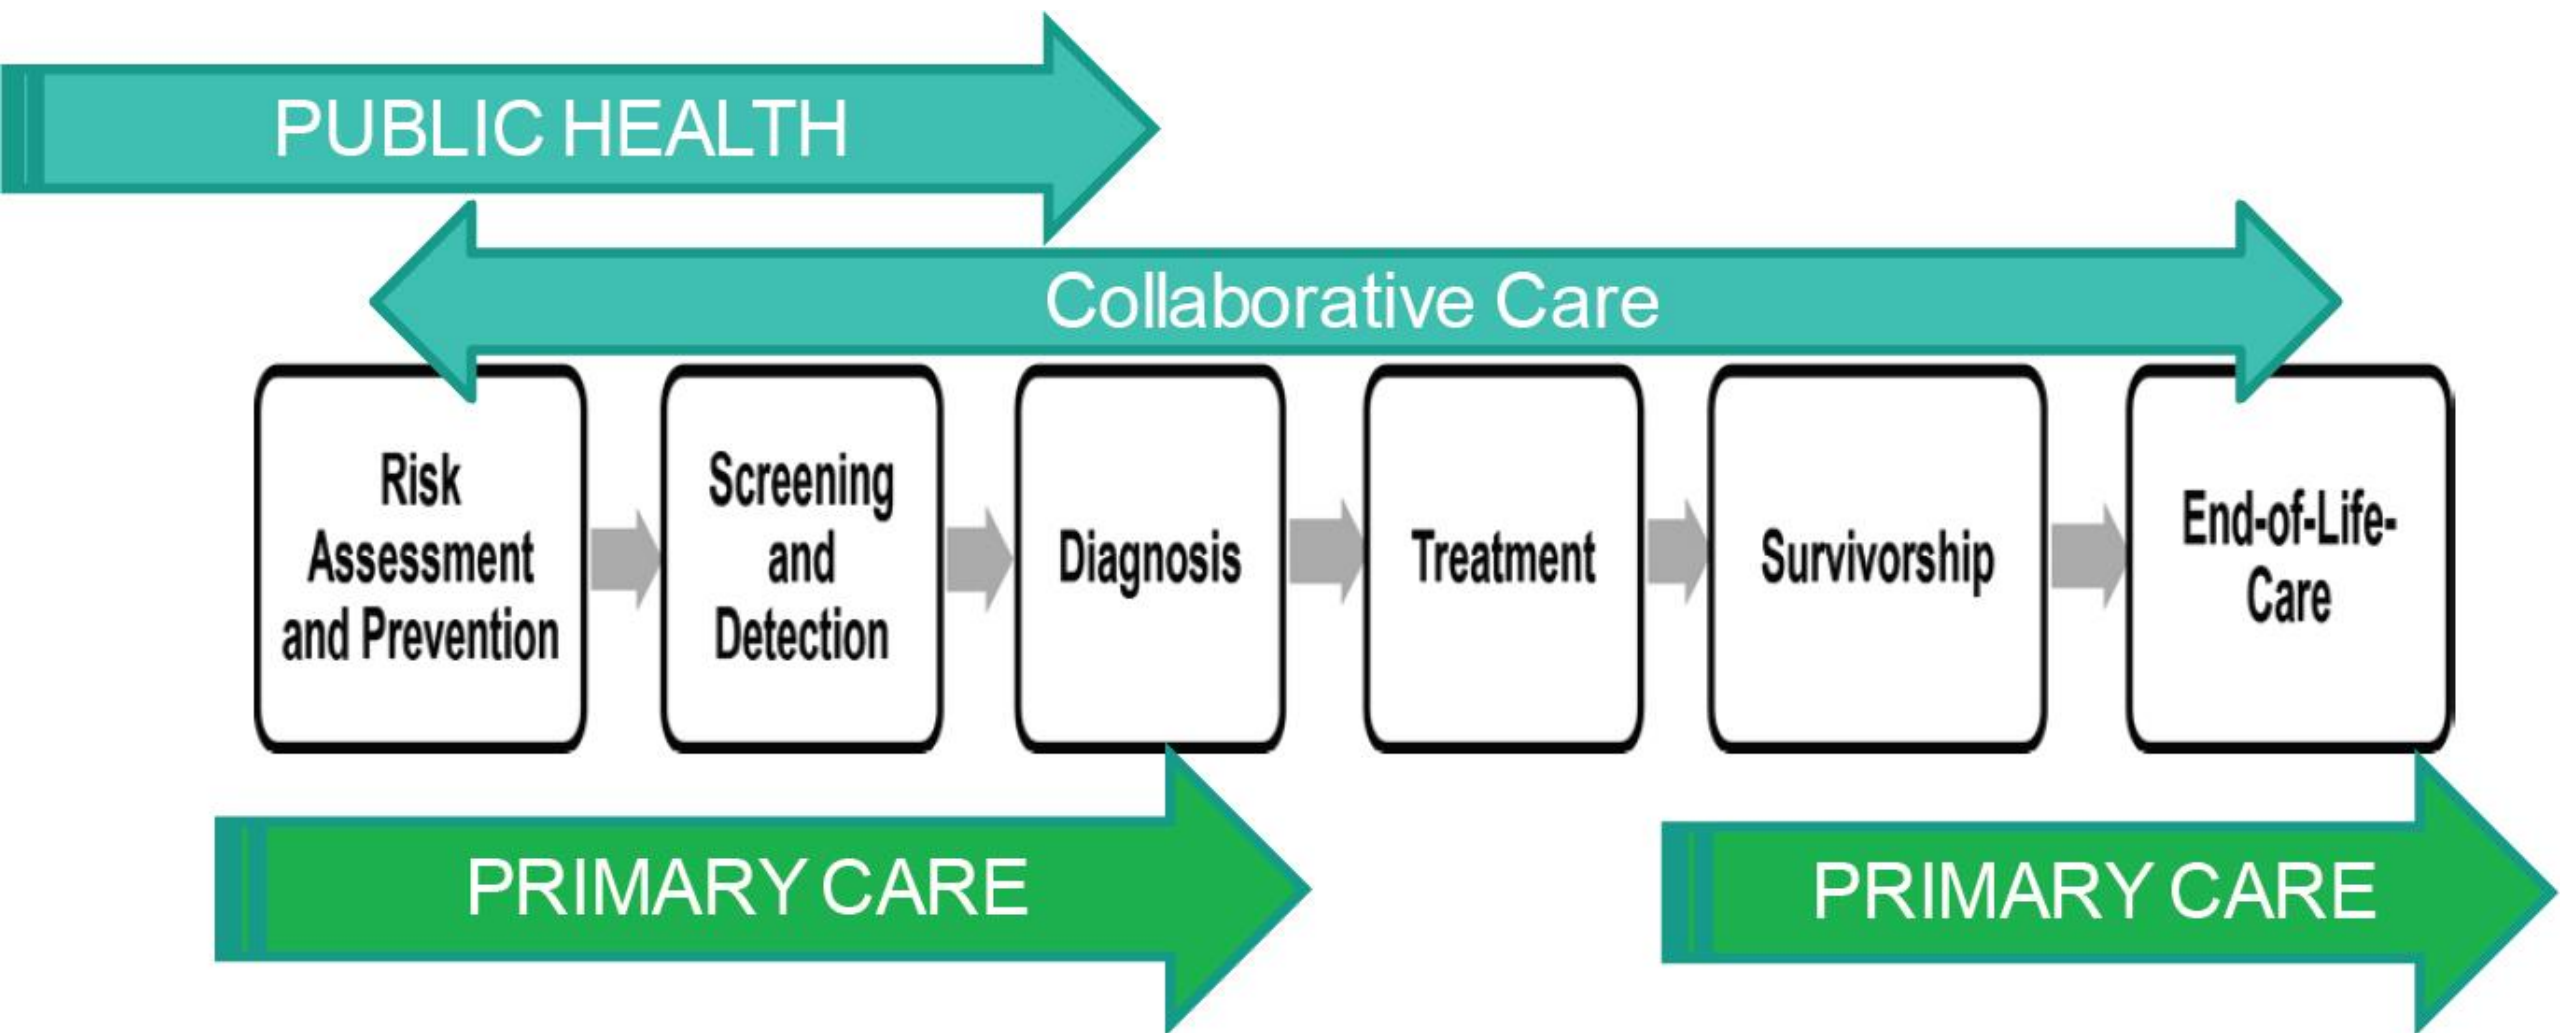 PUBLIC HEALTH
Collaborative Care
Risk
Assessment
and Prevention
Screening
and
Detection
Diagnosis
Treatment
Survivorship
End-of-Life-
Care
PRIMARY CARE
PRIMARY CARE